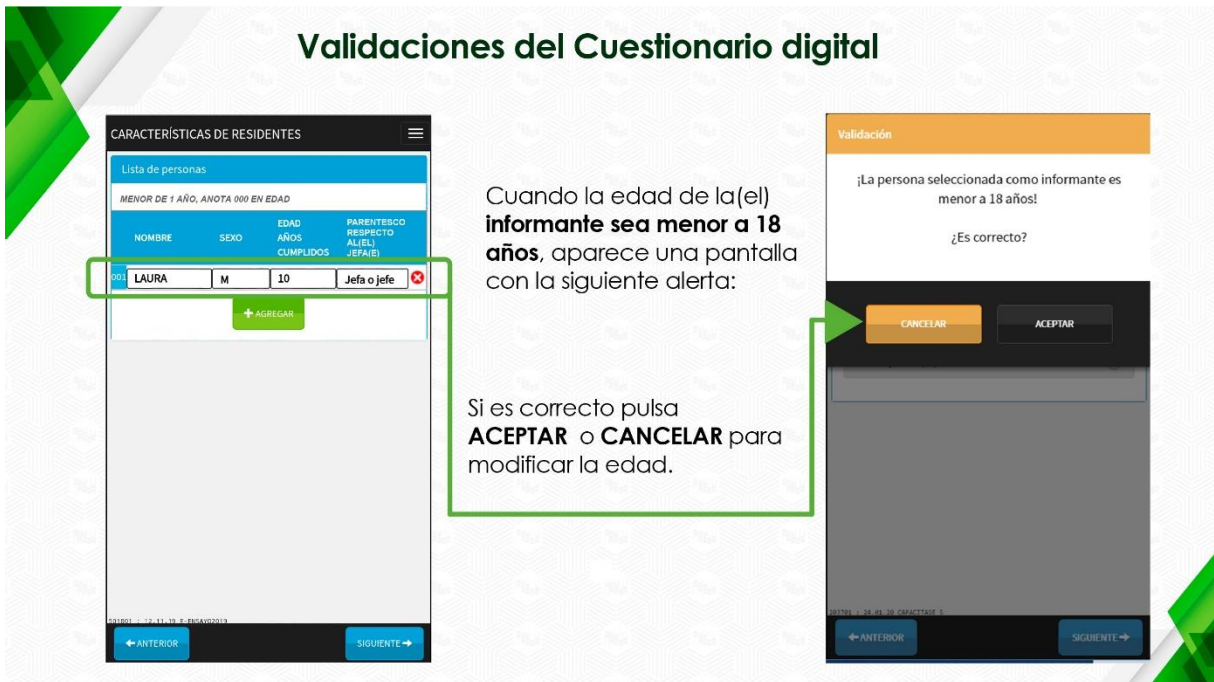 Validaciones del Cuestionario digital
CARACTERÍSTICAS DE RESIDENTES
Lista de personas
MENOR DE 1 AÑO, ANOTA 000 EN EDAD
NOMBRE
SEXO
EDAD
AÑOS
CUMPLIDOS
PARENTESCO
RESPECTO
AL(EL)
JEFA(E)
001 LAURA M 10 Jefa o jefe
+ AGREGAR
← ANTERIOR
SIGUIENTE →
Cuando la edad de la(el)
informante sea menor a 18
años, aparece una pantalla
con la siguiente alerta:
Si es correcto pulsa
ACEPTAR o CANCELAR para
modificar la edad.
Validación
¡La persona seleccionada como informante es
menor a 18 años!
¿Es correcto?
CANCELAR
ACEPTAR
← ANTERIOR
SIGUIENTE →